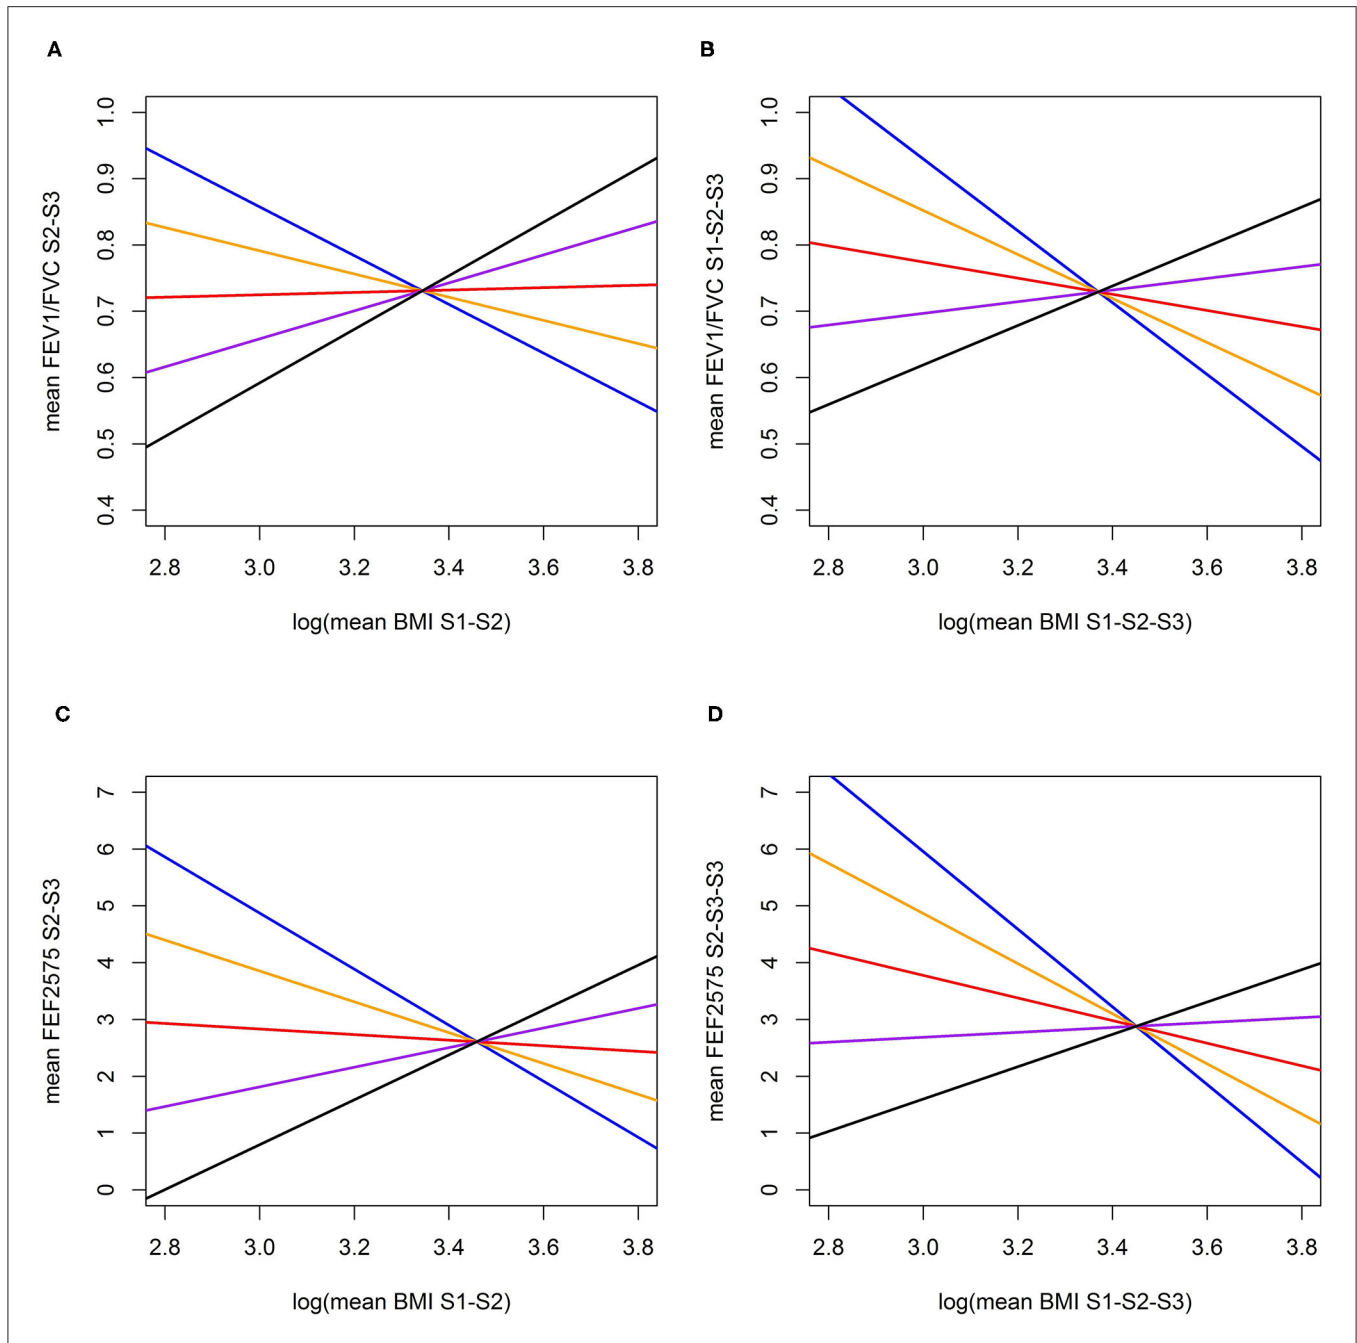 A
B
mean FEV1/FVC S2-S3
1.0
0.9
0.8
0.7
0.6
0.5
0.4
2.8 3.0 3.2 3.4 3.6 3.8
log(mean BMI S1-S2)
mean FEV1/FVC S1-S2-S3
1.0
0.9
0.8
0.7
0.6
0.5
0.4
2.8 3.0 3.2 3.4 3.6 3.8
log(mean BMI S1-S2-S3)
C
D
mean FEF2575 S2-S3
7
6
5
4
3
2
1
0
2.8 3.0 3.2 3.4 3.6 3.8
log(mean BMI S1-S2)
mean FEF2575 S2-S3-S3
7
6
5
4
3
2
1
0
2.8 3.0 3.2 3.4 3.6 3.8
log(mean BMI S1-S2-S3)